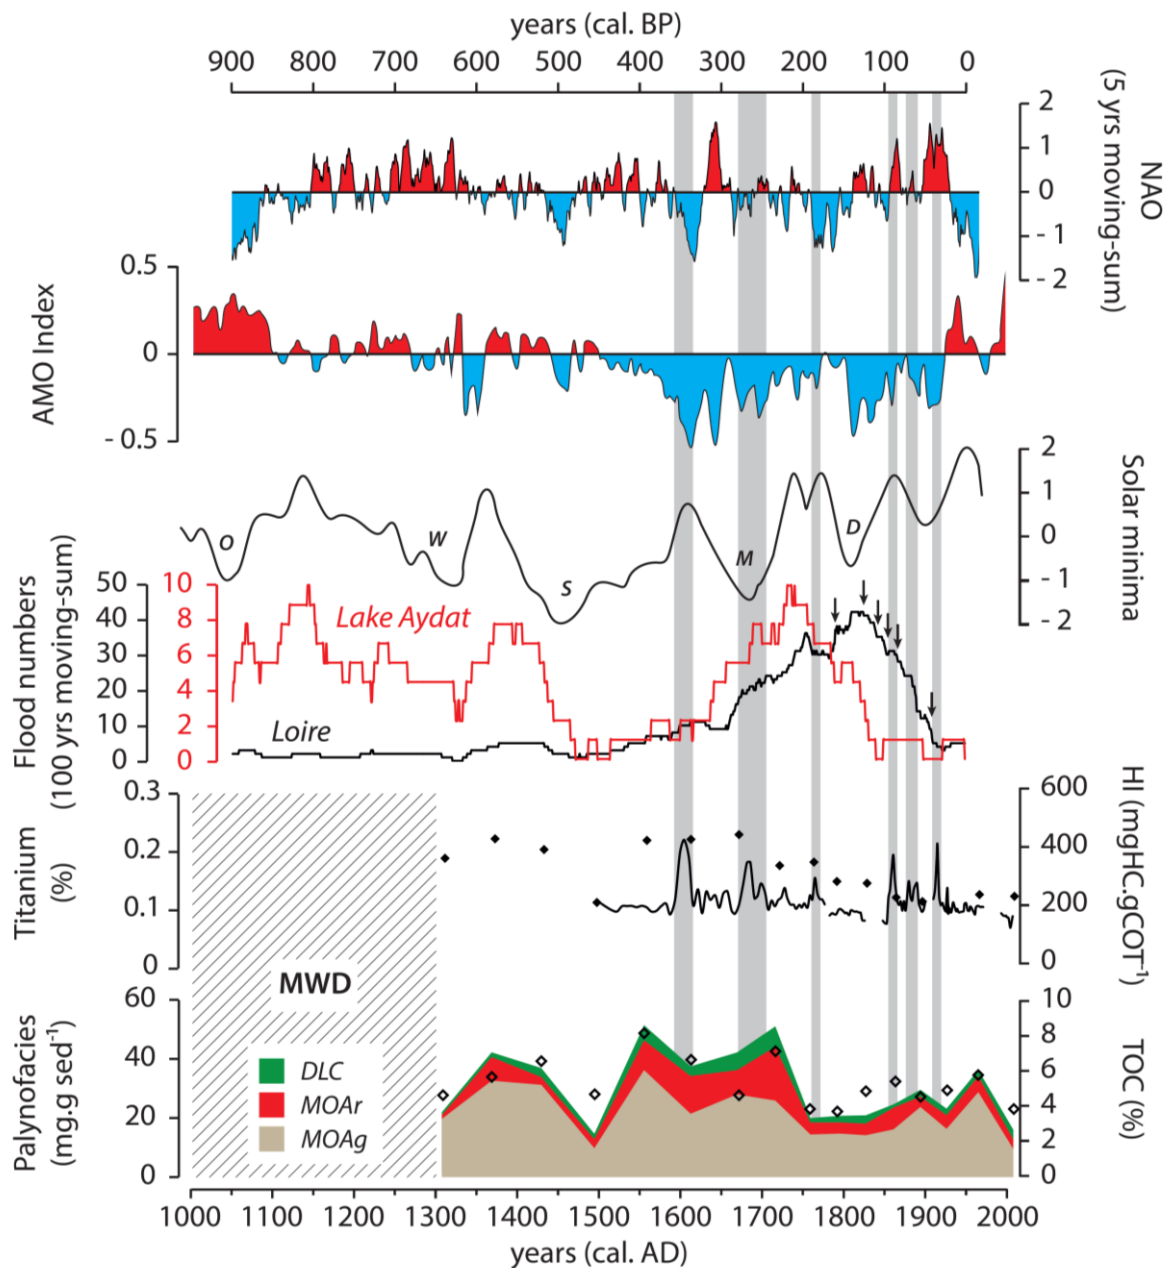 years (cal. BP)
900 800 700 600 500 400 300 200 100 0
2
1
0
- 1
- 2
NAO
(5 yrs moving-sum)
0.5
0
- 0.5
AMO Index
2
1
0
- 1
- 2
Solar minima
O
W
S
M
D
50
40
30
20
10
0
10
8
6
4
2
0
Flood numbers
(100 yrs moving-sum)
Lake Aydat
Loire
0.3
0.2
0.1
0
Titanium
(%)
600
400
200
0
HI (mgHC.gCOT⁻¹)
MWD
60
40
20
0
Palynofacies
(mg.g sed⁻¹)
DLC
MOAr
MOAg
10
8
6
4
2
0
TOC (%)
1000 1100 1200 1300 1400 1500 1600 1700 1800 1900 2000
years (cal. AD)